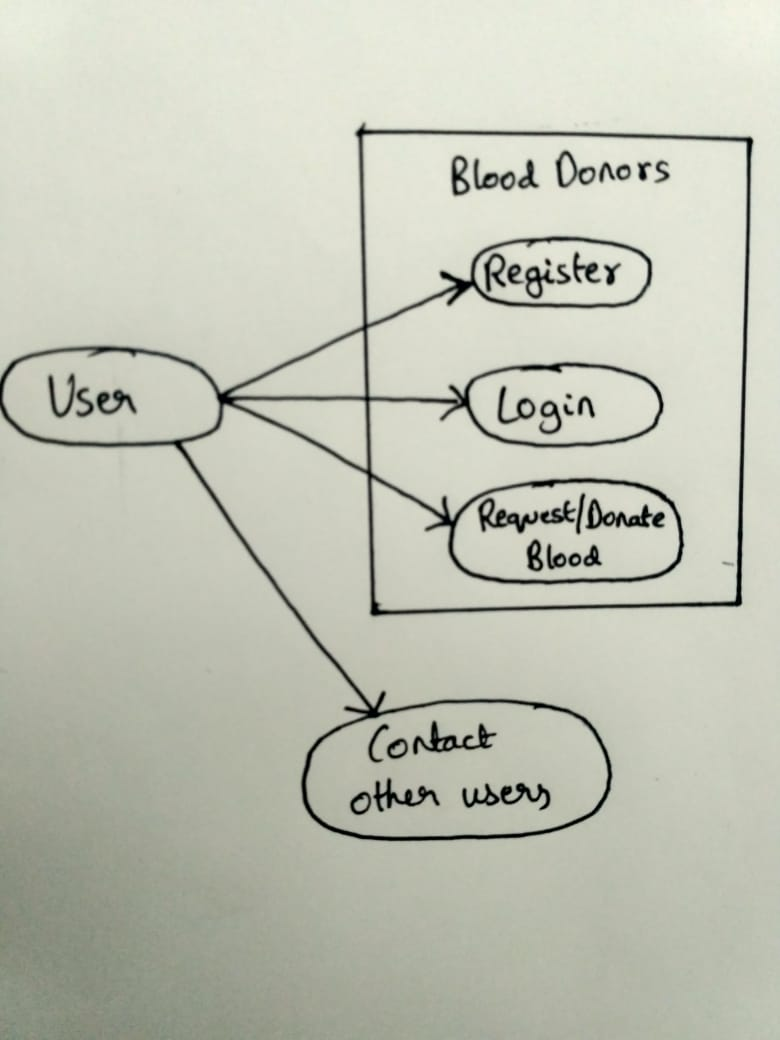 Blood Donors
Register
User
Login
Request/Donate
Blood
Contact
other users